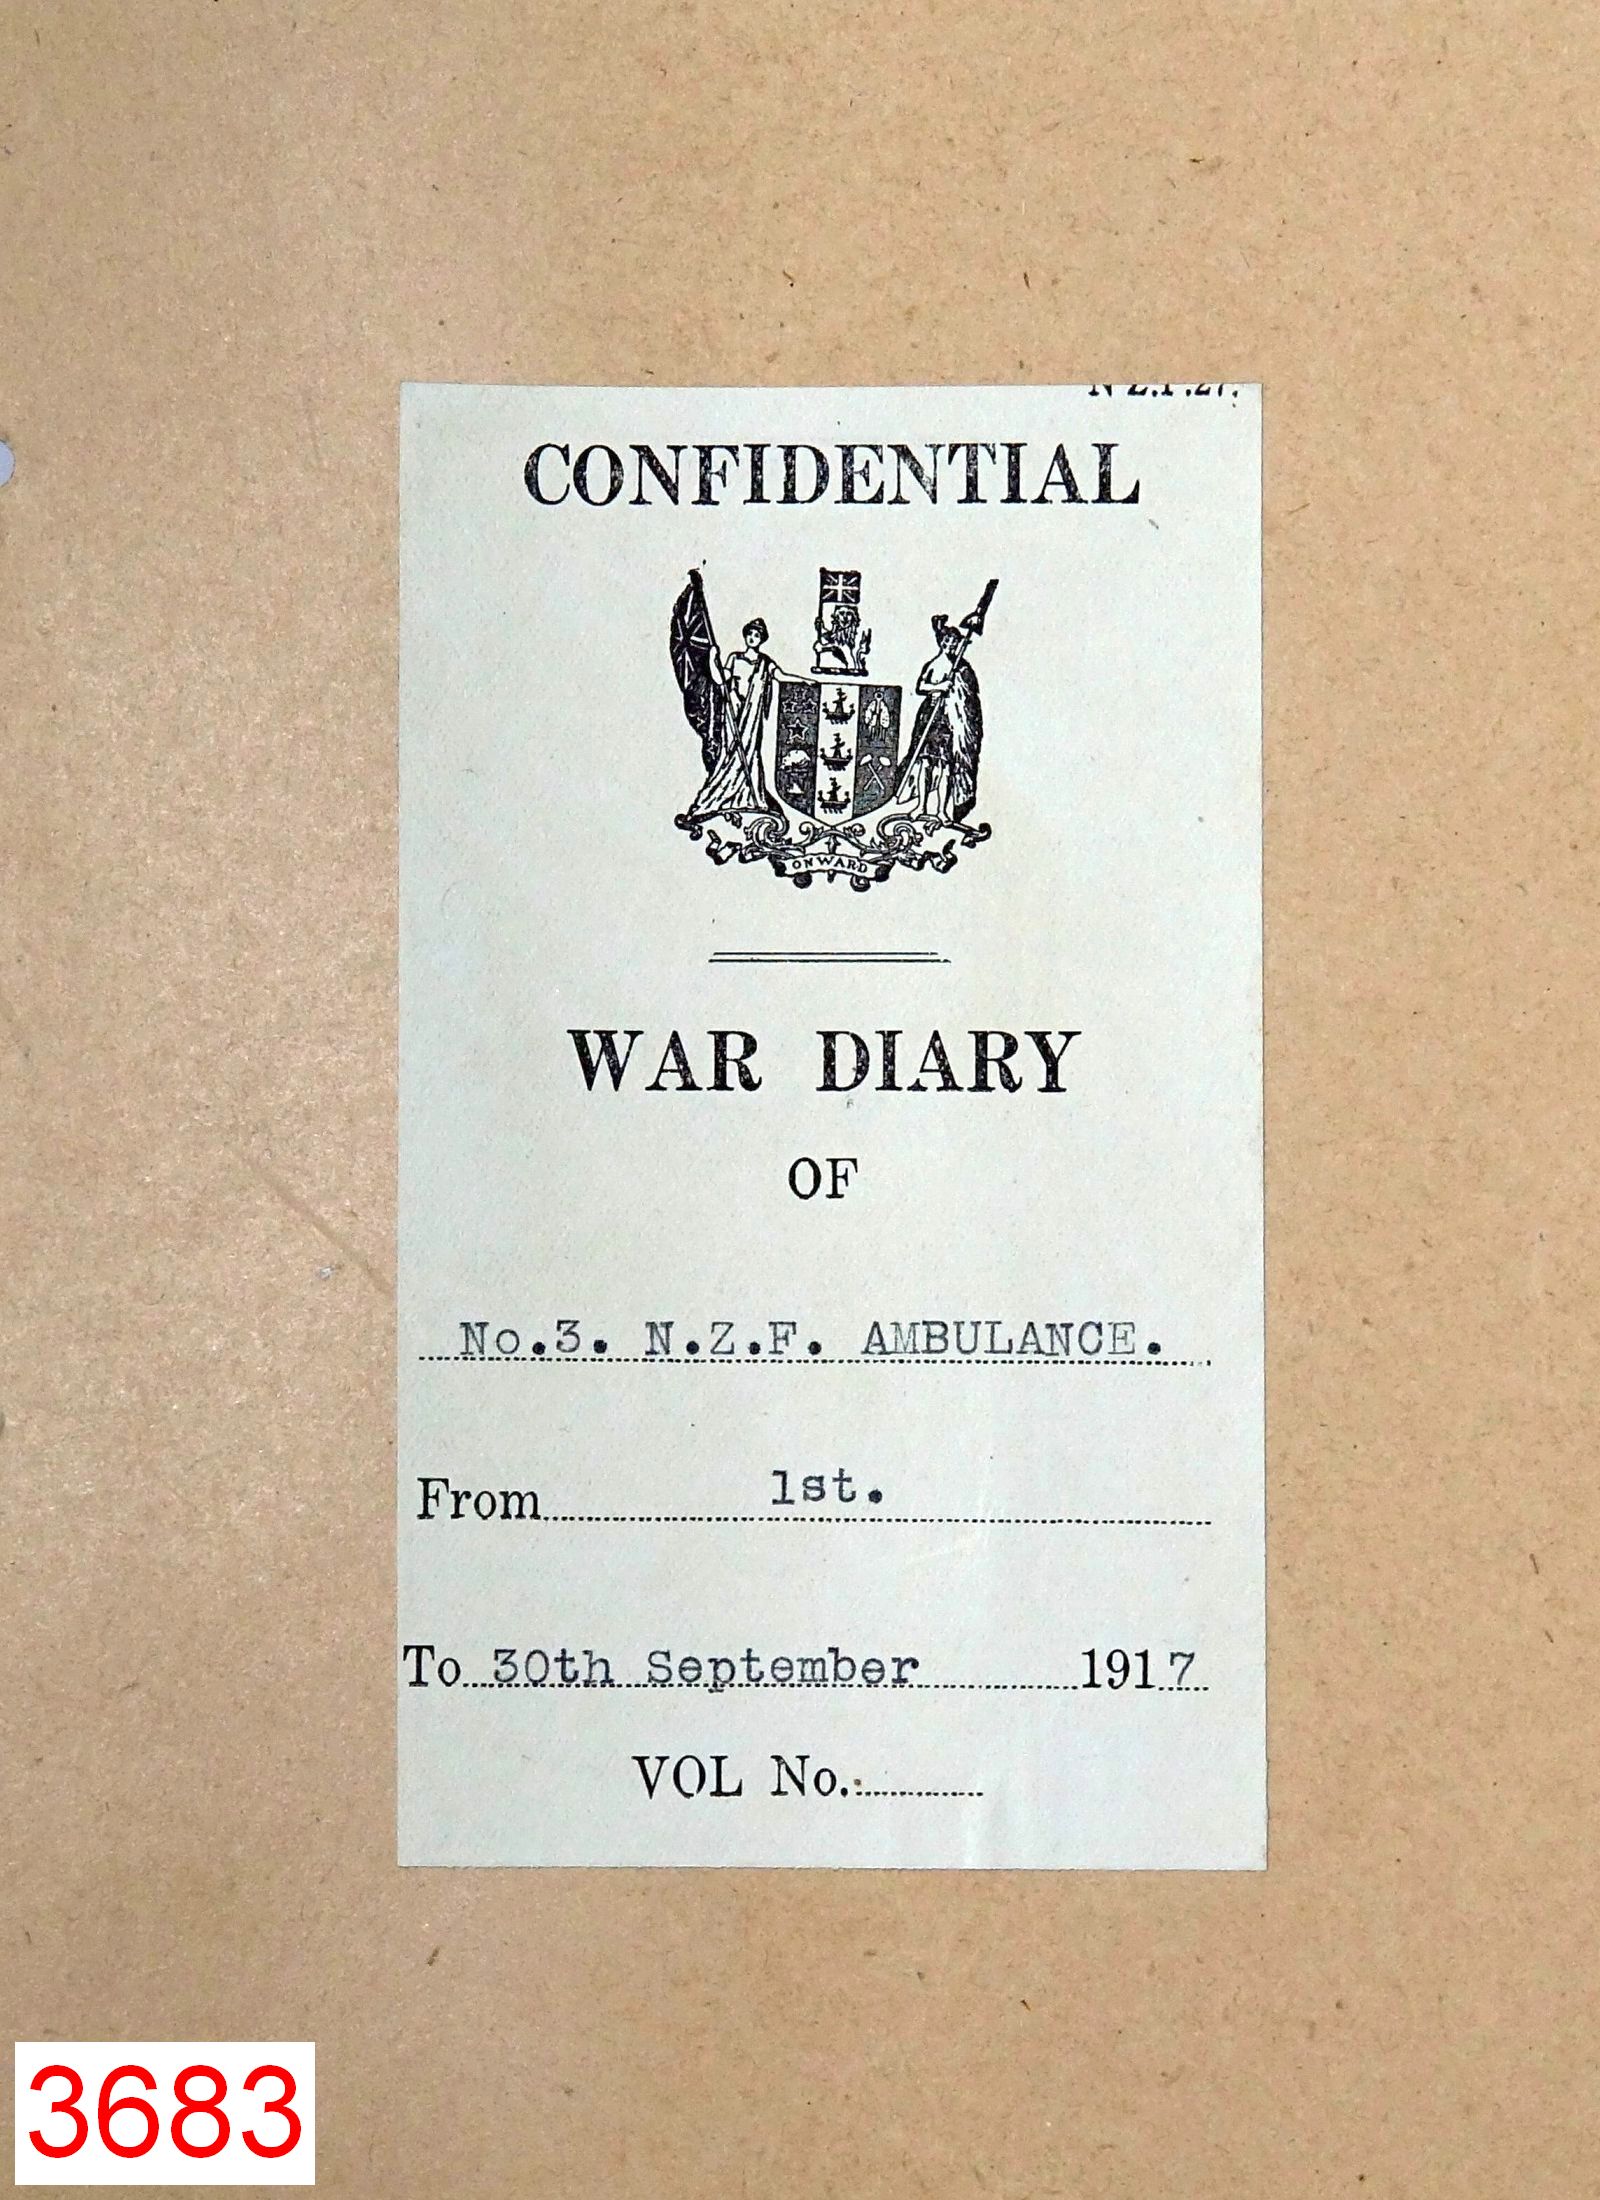 CONFIDENTIAL
ONWARD
WAR DIARY
OF
No.3. N.Z.F. AMBULANCE.
From 1st.
To 30th September 1917
VOL No.
3683